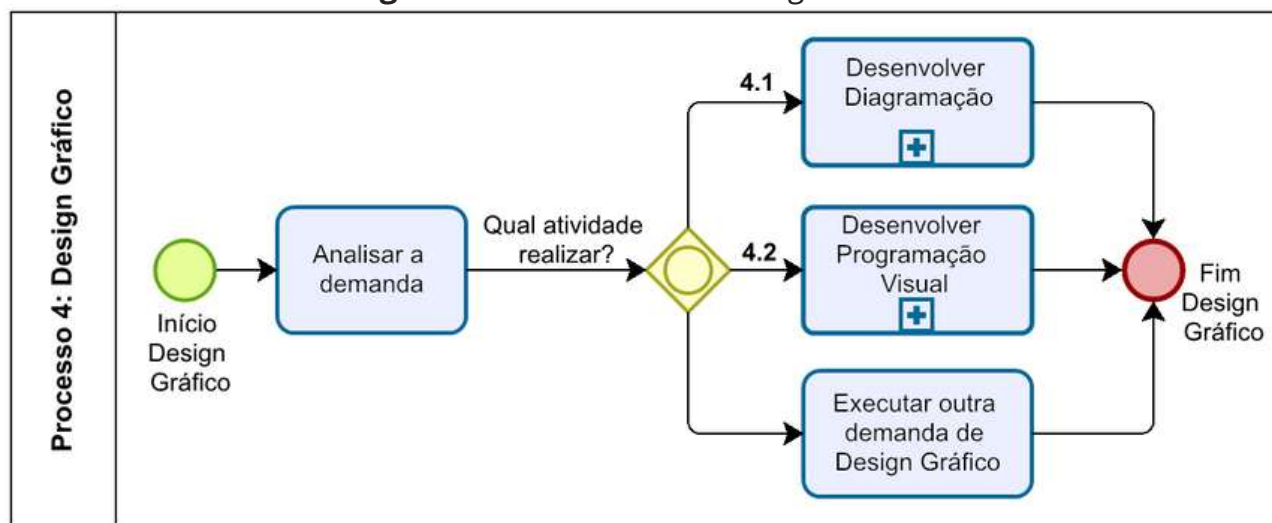 Processo 4: Design Gráfico
Início
Design
Gráfico
Analisar a
demanda
Qual atividade
realizar?
4.1
Desenvolver
Diagramação
4.2
Desenvolver
Programação
Visual
Executar outra
demanda de
Design Gráfico
Fim
Design
Gráfico